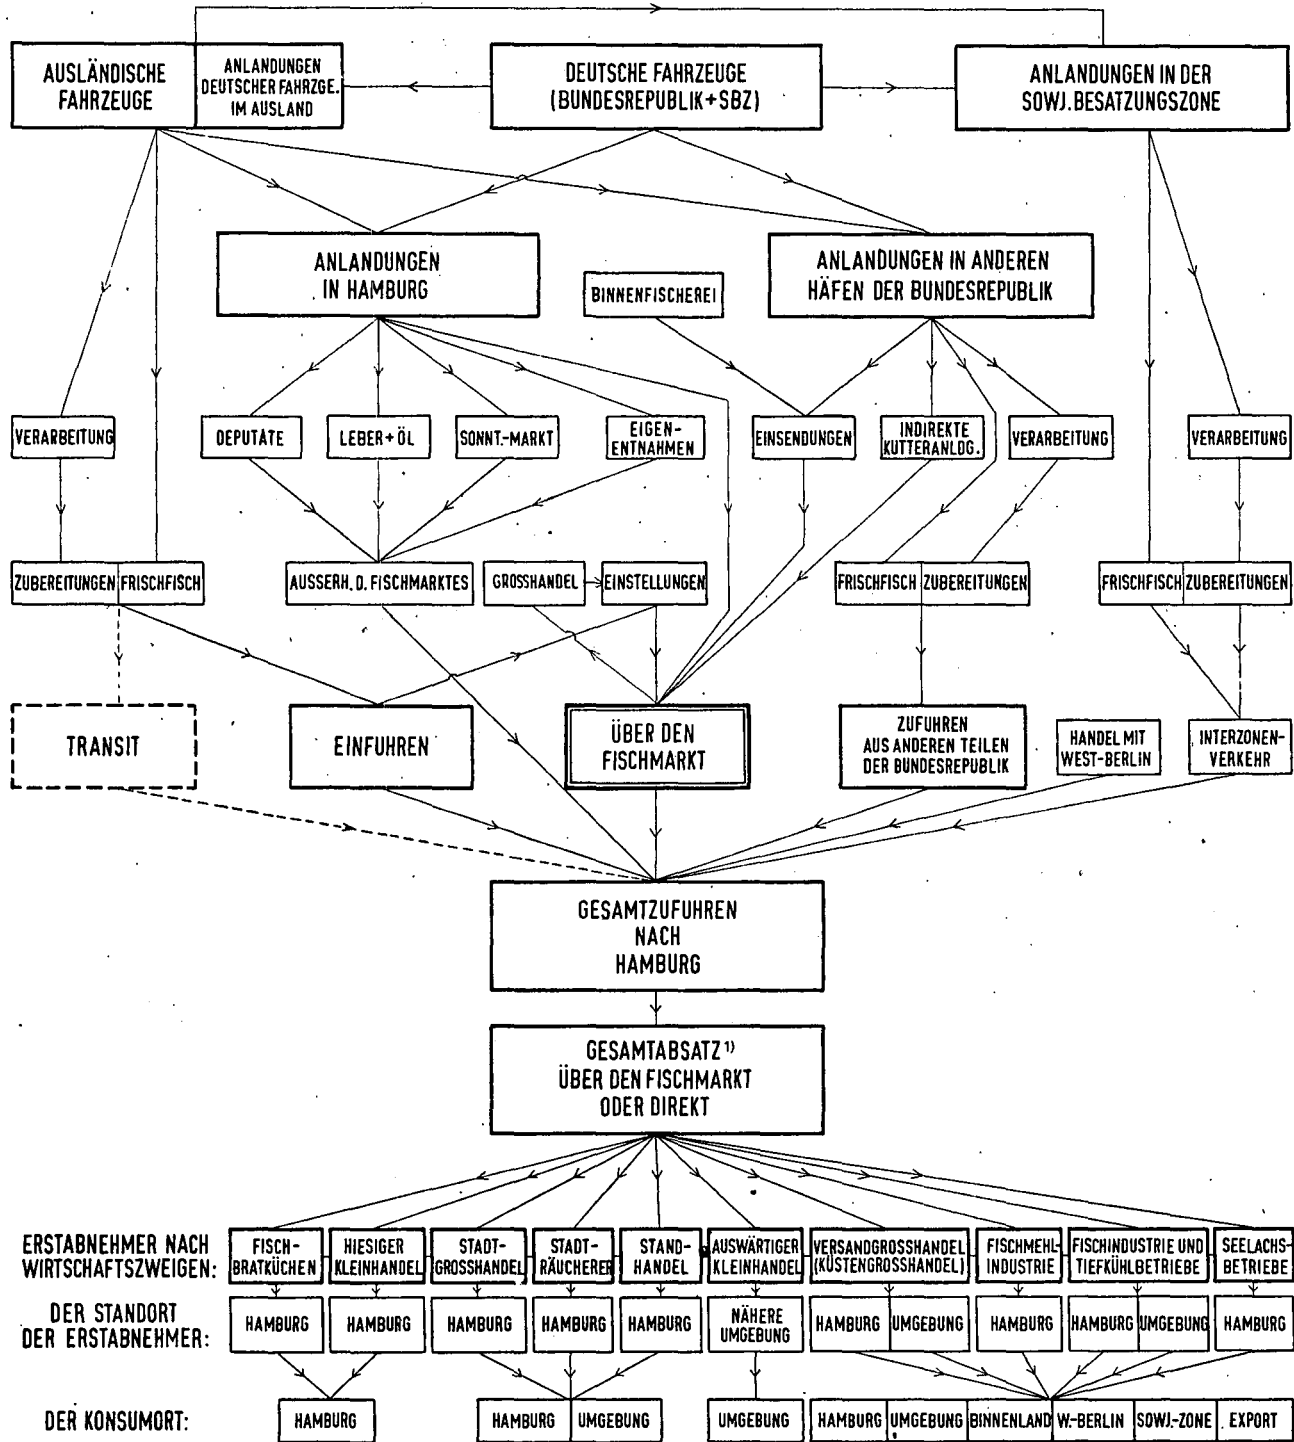 AUSLÄNDISCHE
FAHRZEUGE
ANLANDUNGEN
DEUTSCHER FAHRZGE.
IM AUSLAND
DEUTSCHE FAHRZEUGE
(BUNDESREPUBLIK+SBZ)
ANLANDUNGEN IN DER
SOWJ. BESATZUNGSZONE
ANLANDUNGEN
IN HAMBURG
BINNENFISCHEREI
ANLANDUNGEN IN ANDEREN
HÄFEN DER BUNDESREPUBLIK
VERARBEITUNG
DEPUTÄTE
LEBER+ÖL
SONNT.-MARKT
EIGEN-
ENTNAHMEN
EINSENDUNGEN
INDIREKTE
KUTTERANLDG.
VERARBEITUNG
VERARBEITUNG
ZUBEREITUNGEN
FRISCHFISCH
AUSSERH. D. FISCHMARKTES
GROSSHANDEL
EINSTELLUNGEN
FRISCHFISCH
ZUBEREITUNGEN
FRISCHFISCH
ZUBEREITUNGEN
TRANSIT
EINFUHREN
ÜBER DEN
FISCHMARKT
ZUFUHREN
AUS ANDEREN TEILEN
DER BUNDESREPUBLIK
HANDEL MIT
WEST-BERLIN
INTERZONEN-
VERKEHR
GESAMTZUFUHREN
NACH
HAMBURG
GESAMTABSATZ 1)
ÜBER DEN FISCHMARKT
ODER DIREKT
ERSTABNEHMER NACH
WIRTSCHAFTSZWEIGEN:
FISCH-
BRATKÜCHEN
HIESIGER
KLEINHANDEL
STADT-
GROSSHANDEL
STADT-
RÄUCHERER
STAND-
HANDEL
AUSWÄRTIGER
KLEINHANDEL
VERSANDGROSSHANDEL
(KÜSTENGROSSHANDEL)
FISCHMEHL-
INDUSTRIE
FISCHINDUSTRIE UND
TIEFKÜHLBETRIEBE
SEELACHS-
BETRIEBE
DER STANDORT
DER ERSTABNEHMER:
HAMBURG
HAMBURG
HAMBURG
HAMBURG
HAMBURG
NÄHERE
UMGEBUNG
HAMBURG
UMGEBUNG
HAMBURG
HAMBURG
UMGEBUNG
HAMBURG
DER KONSUMORT:
HAMBURG
HAMBURG
UMGEBUNG
UMGEBUNG
HAMBURG
UMGEBUNG
BINNENLAND
W.-BERLIN
SOWJ.-ZONE
EXPORT